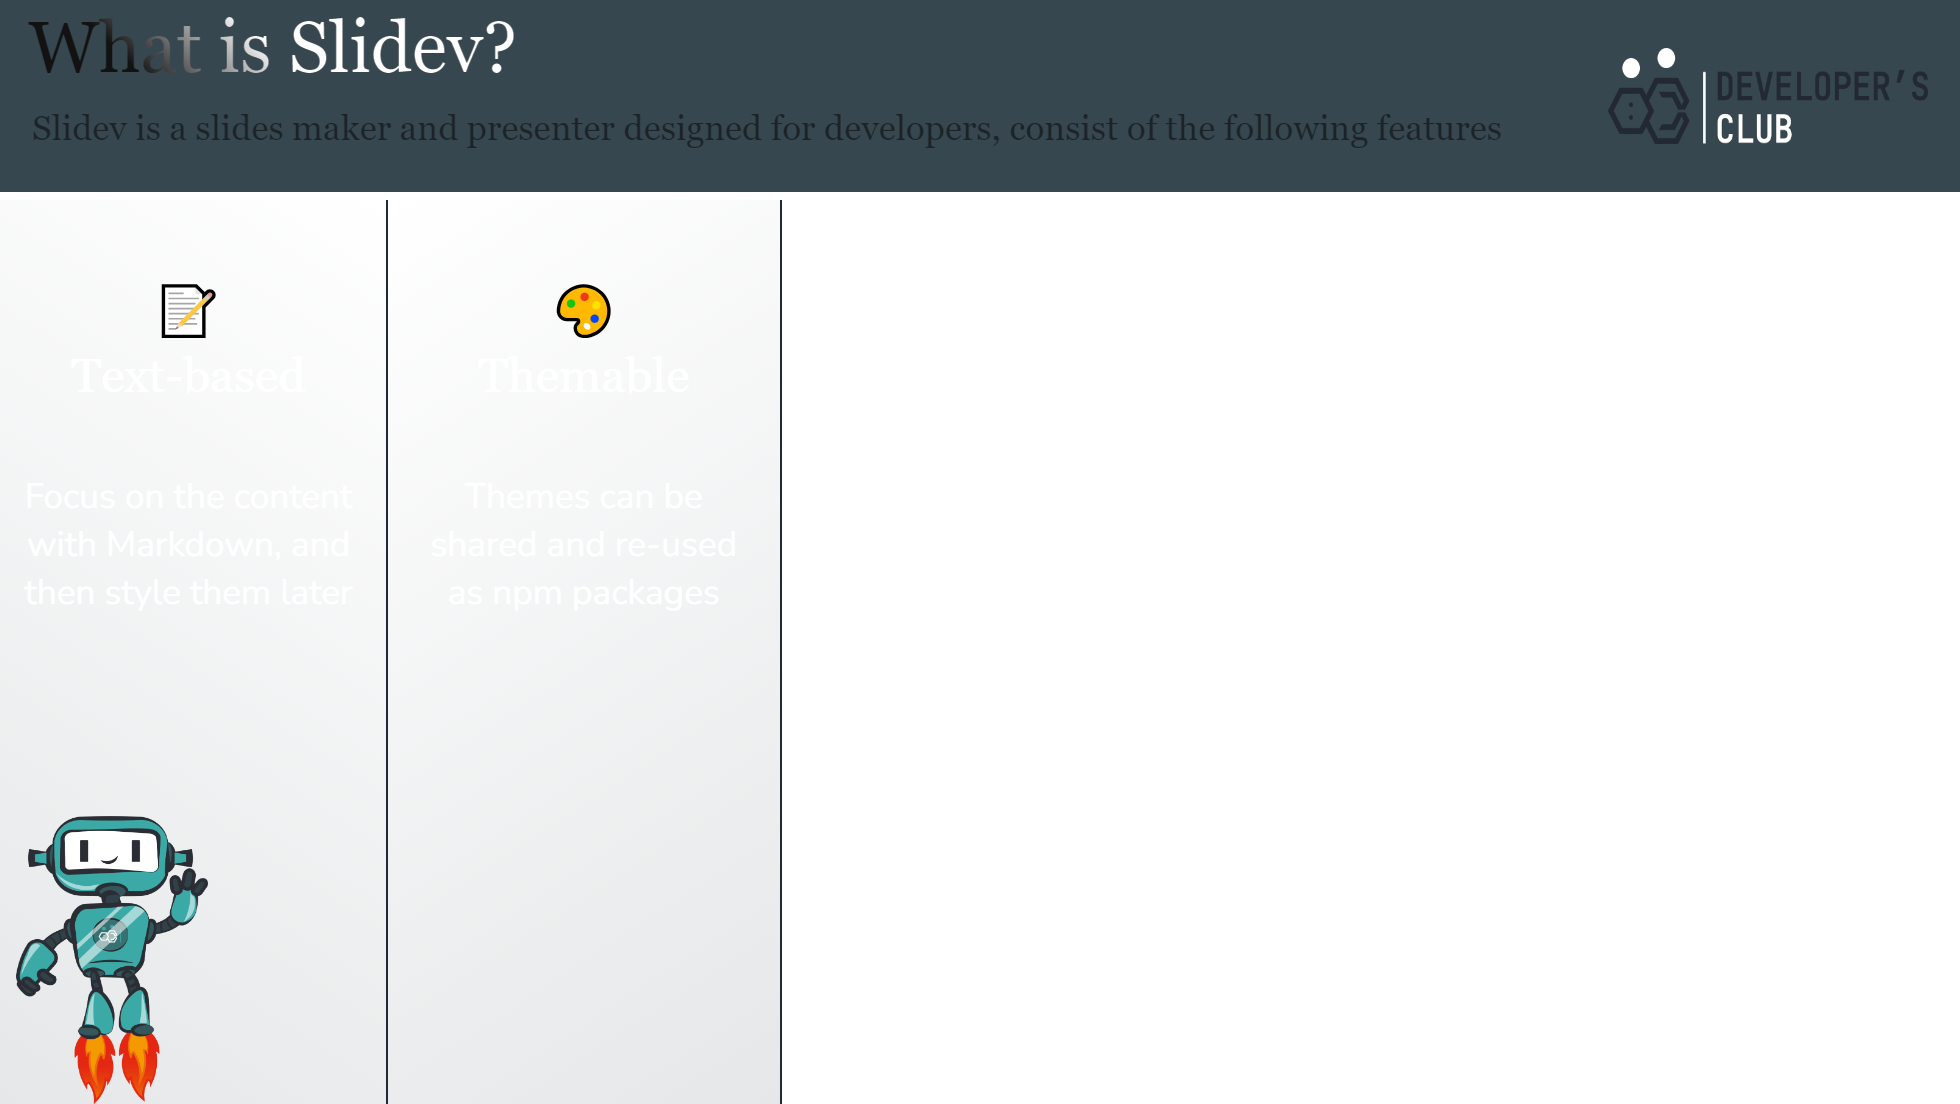 What is Slidev?
Slidev is a slides maker and presenter designed for developers, consist of the following features
DEVELOPER'S
CLUB
Text-based
Focus on the content
with Markdown, and
then style them later
Themable
Themes can be
shared and re-used
as npm packages